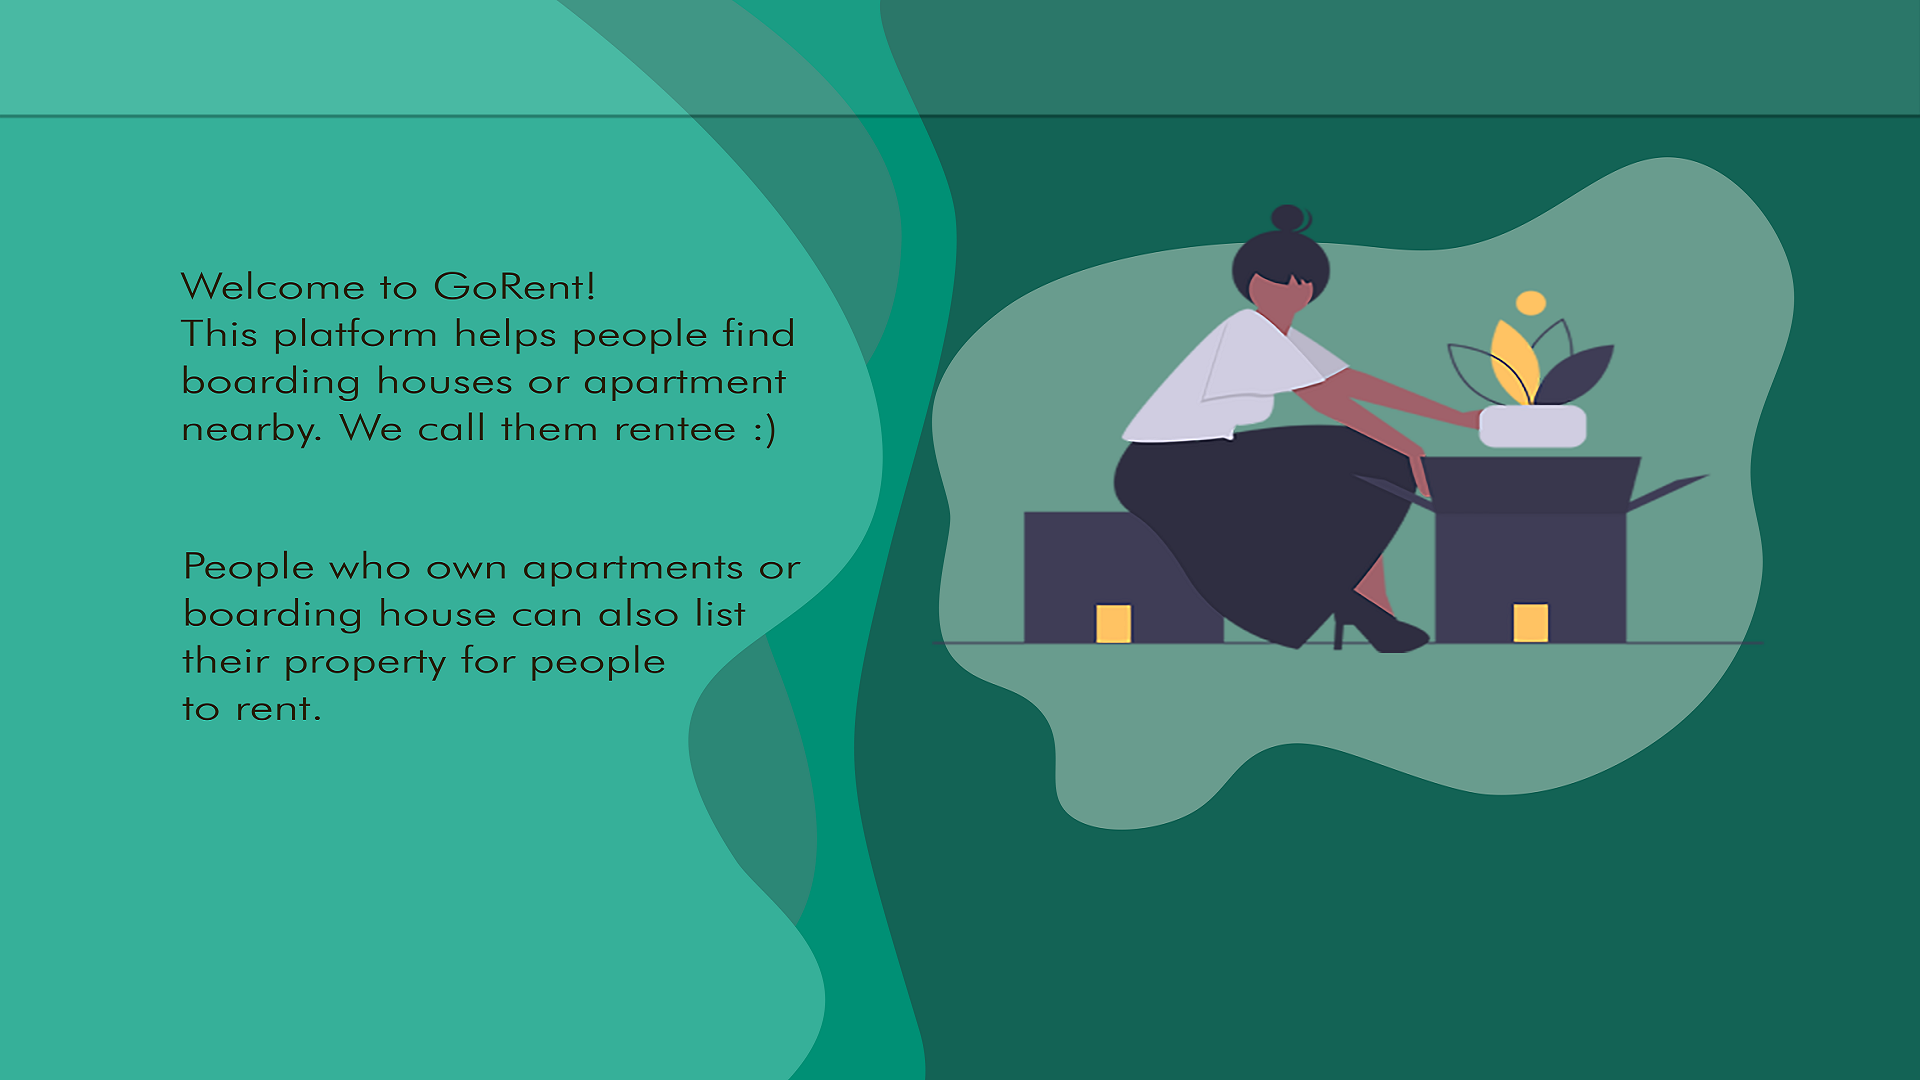 Welcome to GoRent!
This platform helps people find
boarding houses or apartment
nearby. We call them rentee :)
People who own apartments or
boarding house can also list
their property for people
to rent.